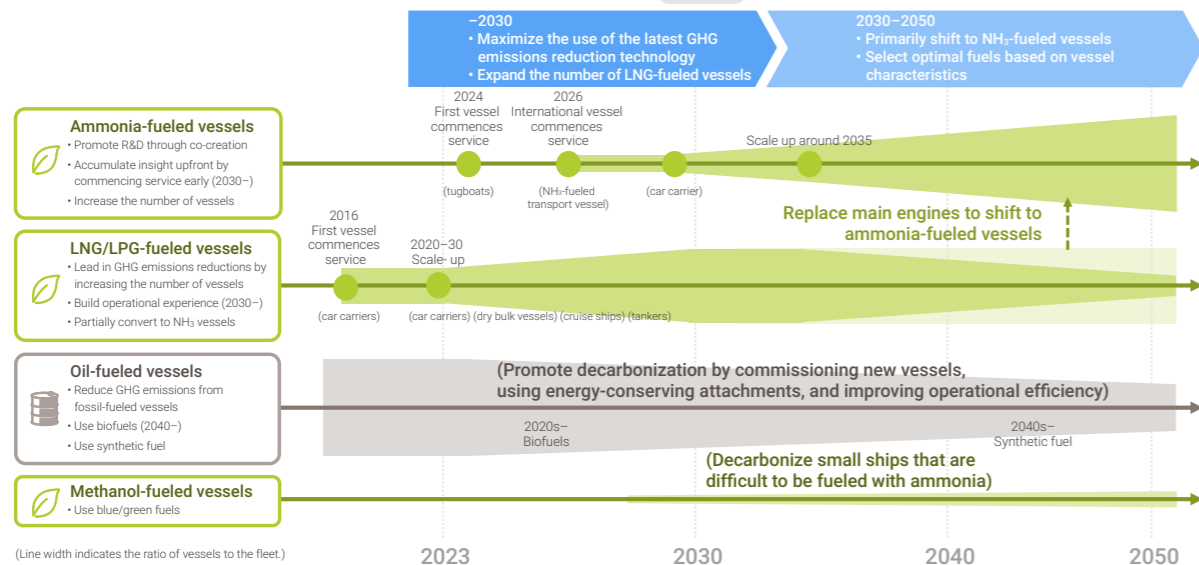 –2030
• Maximize the use of the latest GHG
emissions reduction technology
• Expand the number of LNG-fueled vessels
2030–2050
• Primarily shift to NH₃-fueled vessels
• Select optimal fuels based on vessel
characteristics
Ammonia-fueled vessels
• Promote R&D through co-creation
• Accumulate insight upfront by
commencing service early (2030–)
• Increase the number of vessels
2024
First vessel
commences
service
(tugboats)
2026
International vessel
commences
service
(NH₃-fueled
transport vessel)
(car carrier)
Scale up around 2035
Replace main engines to shift to
ammonia-fueled vessels
LNG/LPG-fueled vessels
• Lead in GHG emissions reductions by
increasing the number of vessels
• Build operational experience (2030–)
• Partially convert to NH₃ vessels
2016
First vessel
commences
service
(car carriers)
2020–30
Scale- up
(car carriers) (dry bulk vessels) (cruise ships) (tankers)
Oil-fueled vessels
• Reduce GHG emissions from
fossil-fueled vessels
• Use biofuels (2040–)
• Use synthetic fuel
(Promote decarbonization by commissioning new vessels,
using energy-conserving attachments, and improving operational efficiency)
2020s–
Biofuels
2040s–
Synthetic fuel
Methanol-fueled vessels
• Use blue/green fuels
(Decarbonize small ships that are
difficult to be fueled with ammonia)
(Line width indicates the ratio of vessels to the fleet.)
2023
2030
2040
2050